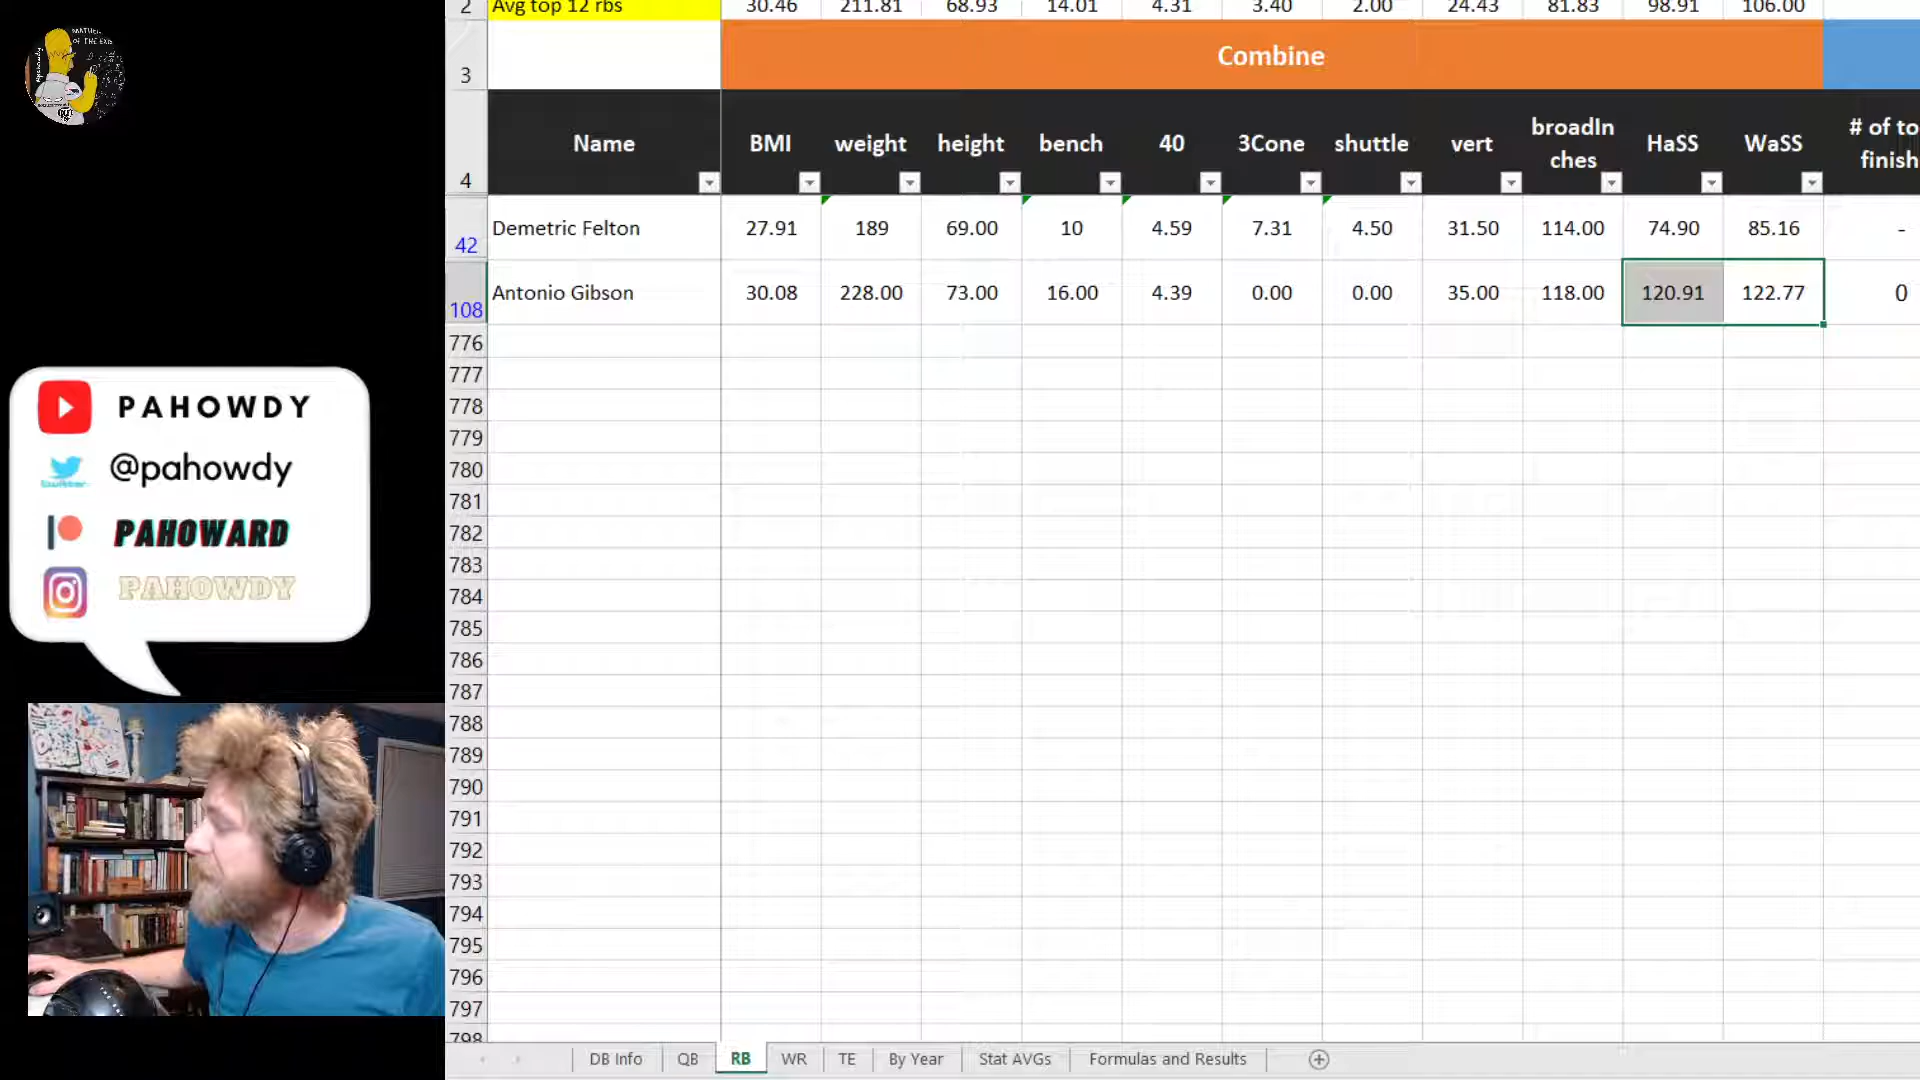 2 Avg top 12 rbs 30.46 211.81 68.93 14.01 4.31 3.40 2.00 24.43 81.83 98.91 106.00
3 Combine
4 Name BMI weight height bench 40 3Cone shuttle vert broadIn ches HaSS WaSS # of to finish
42 Demetric Felton 27.91 189 69.00 10 4.59 7.31 4.50 31.50 114.00 74.90 85.16 -
108 Antonio Gibson 30.08 228.00 73.00 16.00 4.39 0.00 0.00 35.00 118.00 120.91 122.77 0
776
777
778
779
780
781
782
783
784
785
786
787
788
789
790
791
792
793
794
795
796
797
798
DB Info QB RB WR TE By Year Stat AVGs Formulas and Results
PAHOWDY
@pahowdy
PAHOWARD
PAHOWDY
OF THE END